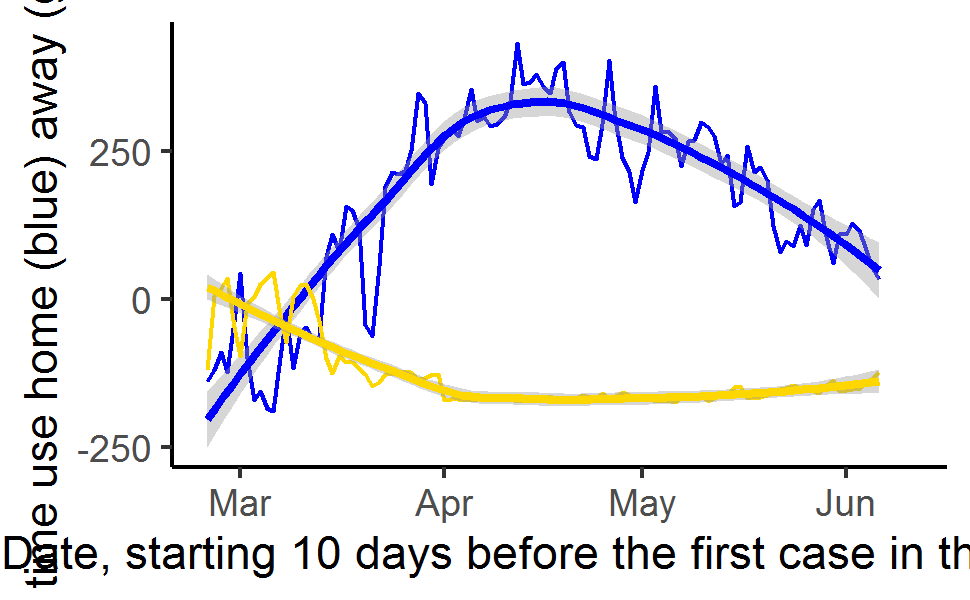 time use home (blue) away (
250
0
-250
Mar Apr May Jun
Date, starting 10 days before the first case in th